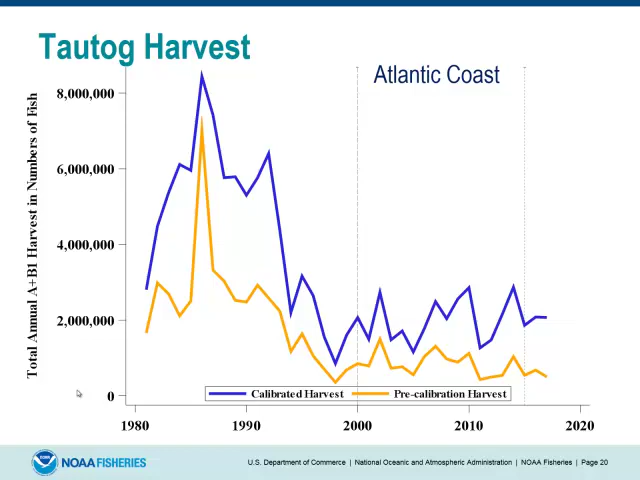 Tautog Harvest
Atlantic Coast
Total Annual A+B1 Harvest in Numbers of Fish
8,000,000
6,000,000
4,000,000
2,000,000
0
Calibrated Harvest
Pre-calibration Harvest
1980
1990
2000
2010
2020
NOAA
NOAA FISHERIES
U.S. Department of Commerce | National Oceanic and Atmospheric Administration | NOAA Fisheries | Page 20